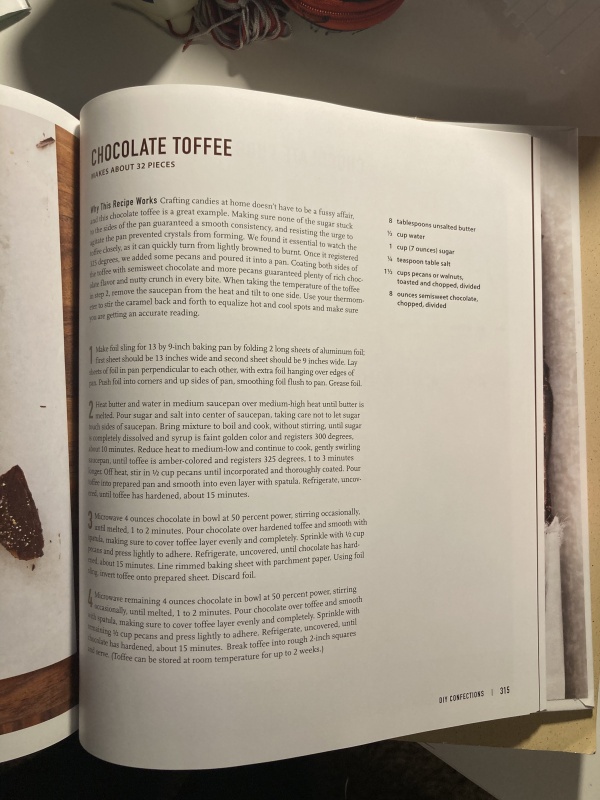 CHOCOLATE TOFFEE
MAKES ABOUT 32 PIECES
Why This Recipe Works Crafting candies at home doesn't have to be a fussy affair,
and this chocolate toffee is a great example. Making sure none of the sugar stuck
to the sides of the pan guaranteed a smooth consistency, and resisting the urge to
agitate the pan prevented crystals from forming. We found it essential to watch the
toffee closely, as it can quickly turn from lightly browned to burnt. Once it registered
325 degrees, we added some pecans and poured it into a pan. Coating both sides of
the toffee with semisweet chocolate and more pecans guaranteed plenty of rich choc-
olate flavor and nutty crunch in every bite. When taking the temperature of the toffee
in step 2, remove the saucepan from the heat and tilt to one side. Use your thermom-
eter to stir the caramel back and forth to equalize hot and cool spots and make sure
you are getting an accurate reading.
8 tablespoons unsalted butter
½ cup water
1 cup (7 ounces) sugar
¼ teaspoon table salt
1½ cups pecans or walnuts,
toasted and chopped, divided
8 ounces semisweet chocolate,
chopped, divided
1 Make foil sling for 13 by 9-inch baking pan by folding 2 long sheets of aluminum foil;
first sheet should be 13 inches wide and second sheet should be 9 inches wide. Lay
sheets of foil in pan perpendicular to each other, with extra foil hanging over edges of
pan. Push foil into corners and up sides of pan, smoothing foil flush to pan. Grease foil.
2 Heat butter and water in medium saucepan over medium-high heat until butter is
melted. Pour sugar and salt into center of saucepan, taking care not to let sugar
touch sides of saucepan. Bring mixture to boil and cook, without stirring, until sugar
is completely dissolved and syrup is faint golden color and registers 300 degrees,
about 10 minutes. Reduce heat to medium-low and continue to cook, gently swirling
saucepan, until toffee is amber-colored and registers 325 degrees, 1 to 3 minutes
longer. Off heat, stir in ½ cup pecans until incorporated and thoroughly coated. Pour
toffee into prepared pan and smooth into even layer with spatula. Refrigerate, uncov-
ered, until toffee has hardened, about 15 minutes.
3 Microwave 4 ounces chocolate in bowl at 50 percent power, stirring occasionally,
until melted, 1 to 2 minutes. Pour chocolate over hardened toffee and smooth with
spatula, making sure to cover toffee layer evenly and completely. Sprinkle with ½ cup
pecans and press lightly to adhere. Refrigerate, uncovered, until chocolate has hard-
ened, about 15 minutes. Line rimmed baking sheet with parchment paper. Using foil
sling, invert toffee onto prepared sheet. Discard foil.
4 Microwave remaining 4 ounces chocolate in bowl at 50 percent power, stirring
occasionally, until melted, 1 to 2 minutes. Pour chocolate over toffee and smooth
with spatula, making sure to cover toffee layer evenly and completely. Sprinkle with
remaining ½ cup pecans and press lightly to adhere. Refrigerate, uncovered, until
chocolate has hardened, about 15 minutes. Break toffee into rough 2-inch squares
and serve. (Toffee can be stored at room temperature for up to 2 weeks.)
DIY CONFECTIONS | 315